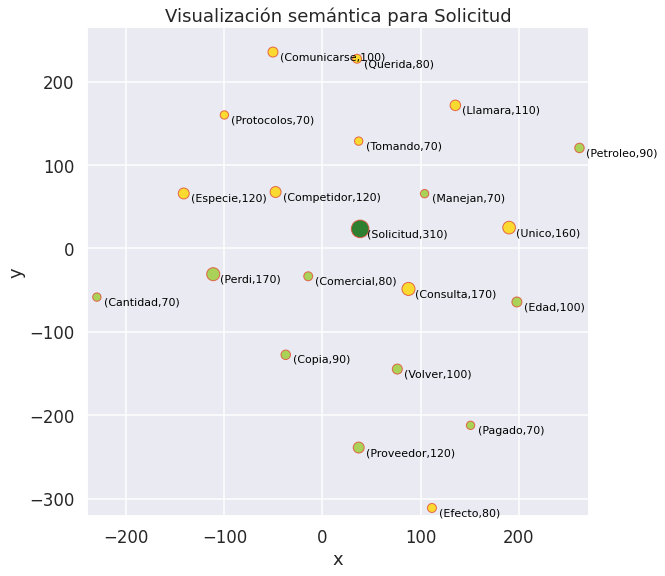 Visualización semántica para Solicitud
(Comunicarse,100)
(Querida,80)
(Llamara,110)
(Protocolos,70)
(Tomando,70)
(Petroleo,90)
(Especie,120)
(Competidor,120)
(Manejan,70)
(Solicitud,310)
(Unico,160)
(Perdi,170)
(Comercial,80)
(Consulta,170)
(Cantidad,70)
(Edad,100)
(Copia,90)
(Volver,100)
(Pagado,70)
(Proveedor,120)
(Efecto,80)
200
100
0
−100
−200
−300
y
−200 −100 0 100 200
x